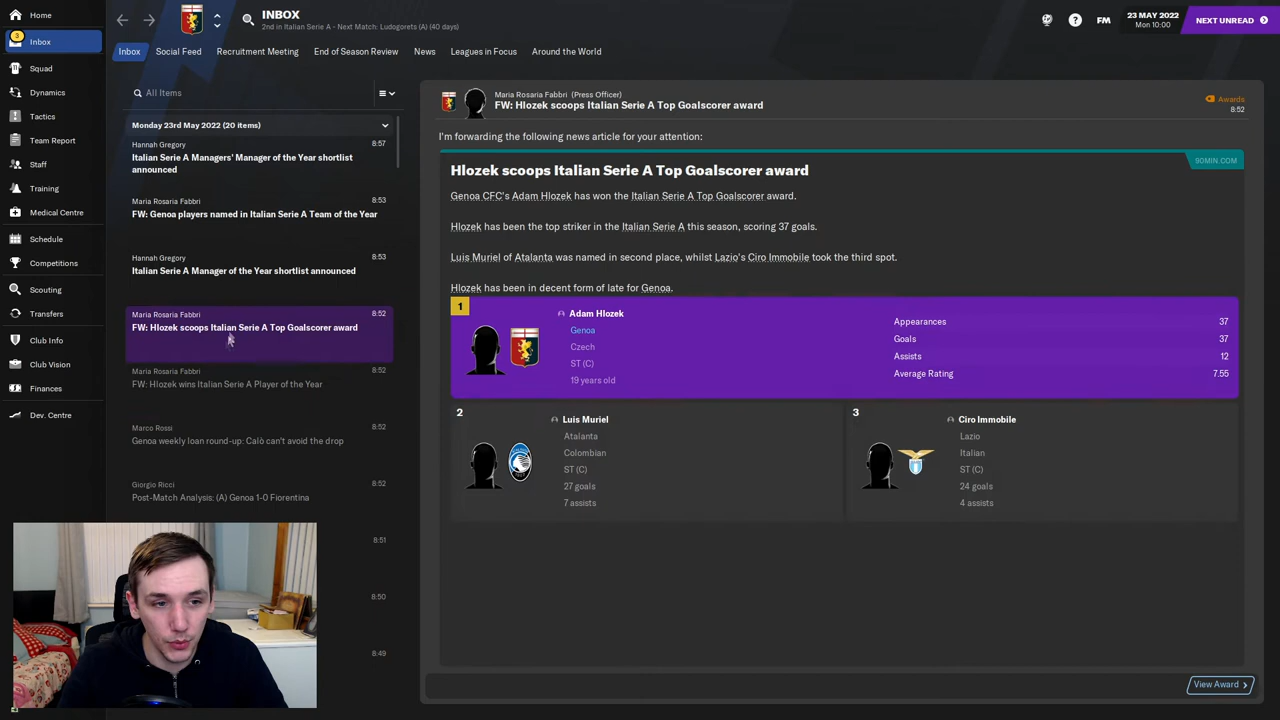 Home
3
Inbox
Squad
Dynamics
Tactics
Team Report
Staff
Training
Medical Centre
Schedule
Competitions
Scouting
Transfers
Club Info
Club Vision
Finances
Dev. Centre
INBOX
2nd in Italian Serie A - Next Match: Ludogorets (A) (40 days)
?
FM
23 MAY 2022
Mon 10:00
NEXT UNREAD
Inbox
Social Feed
Recruitment Meeting
End of Season Review
News
Leagues in Focus
Around the World
All Items
Monday 23rd May 2022 (20 items)
Hannah Gregory 8:57
Italian Serie A Managers' Manager of the Year shortlist
announced
Maria Rosaria Fabbri 8:53
FW: Genoa players named in Italian Serie A Team of the Year
Hannah Gregory 8:53
Italian Serie A Manager of the Year shortlist announced
Maria Rosaria Fabbri 8:52
FW: Hlozek scoops Italian Serie A Top Goalscorer award
Maria Rosaria Fabbri 8:52
FW: Hlozek wins Italian Serie A Player of the Year
Marco Rossi 8:52
Genoa weekly loan round-up: Calò can't avoid the drop
Giorgio Ricci 8:52
Post-Match Analysis: (A) Genoa 1-0 Fiorentina
8:51
8:50
8:49
Maria Rosaria Fabbri (Press Officer)
FW: Hlozek scoops Italian Serie A Top Goalscorer award
Awards
8:52
I'm forwarding the following news article for your attention:
90MIN.COM
Hlozek scoops Italian Serie A Top Goalscorer award
Genoa CFC's Adam Hlozek has won the Italian Serie A Top Goalscorer award.
Hlozek has been the top striker in the Italian Serie A this season, scoring 37 goals.
Luis Muriel of Atalanta was named in second place, whilst Lazio's Ciro Immobile took the third spot.
Hlozek has been in decent form of late for Genoa.
1
Adam Hlozek
Genoa
Czech
ST (C)
19 years old
Appearances 37
Goals 37
Assists 12
Average Rating 7.55
2
Luis Muriel
Atalanta
Colombian
ST (C)
27 goals
7 assists
3
Ciro Immobile
Lazio
Italian
ST (C)
24 goals
4 assists
View Award